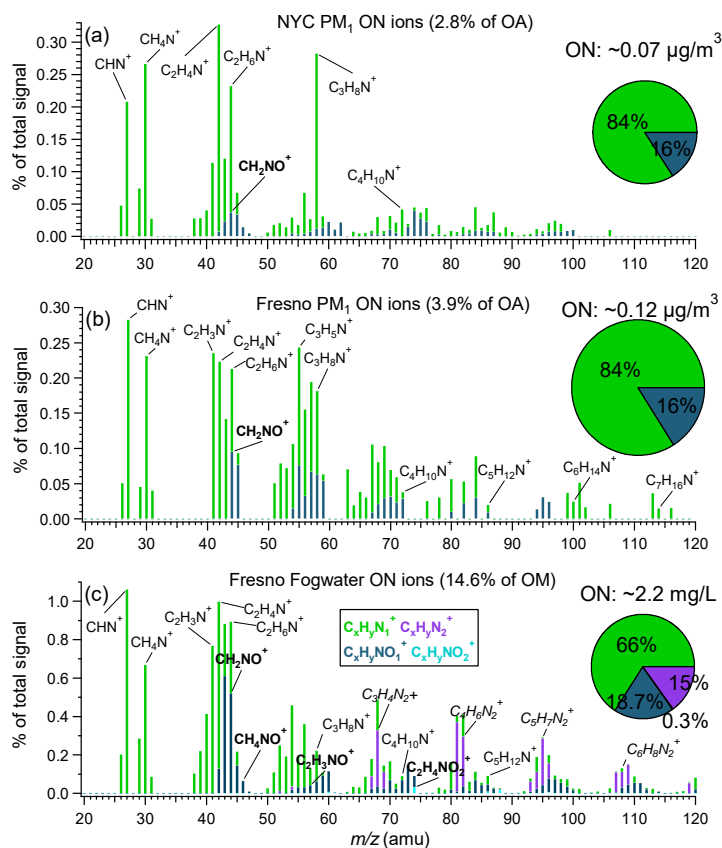 (a)
NYC PM₁ ON ions (2.8% of OA)
ON: ~0.07 µg/m³
84%
16%
CHN⁺
CH₄N⁺
C₂H₄N⁺
C₂H₆N⁺
C₃H₈N⁺
CH₂NO⁺
C₄H₁₀N⁺
% of total signal
0.30
0.25
0.20
0.15
0.10
0.05
0.00
20 30 40 50 60 70 80 90 100 110 120
(b)
Fresno PM₁ ON ions (3.9% of OA)
ON: ~0.12 µg/m³
84%
16%
CHN⁺
CH₄N⁺
C₂H₃N⁺
C₂H₄N⁺
C₂H₆N⁺
C₃H₅N⁺
C₃H₈N⁺
CH₂NO⁺
C₄H₁₀N⁺
C₅H₁₂N⁺
C₆H₁₄N⁺
C₇H₁₆N⁺
% of total signal
0.30
0.25
0.20
0.15
0.10
0.05
0.00
20 30 40 50 60 70 80 90 100 110 120
(c)
Fresno Fogwater ON ions (14.6% of OM)
ON: ~2.2 mg/L
66%
15%
18.7%
0.3%
CxHyN₁⁺ CxHyN₂⁺
CxHyNO₁⁺ CxHyNO₂⁺
CHN⁺
CH₄N⁺
C₂H₃N⁺
C₂H₄N⁺
C₂H₆N⁺
CH₂NO⁺
CH₄NO⁺
C₃H₈N⁺
C₂H₃NO⁺
C₃H₄N₂+
C₄H₁₀N⁺
C₂H₄NO₂⁺
C₄H₆N₂⁺
C₅H₁₂N⁺
C₅H₇N₂⁺
C₆H₈N₂⁺
% of total signal
1.0
0.8
0.6
0.4
0.2
0.0
20 30 40 50 60 70 80 90 100 110 120
m/z (amu)